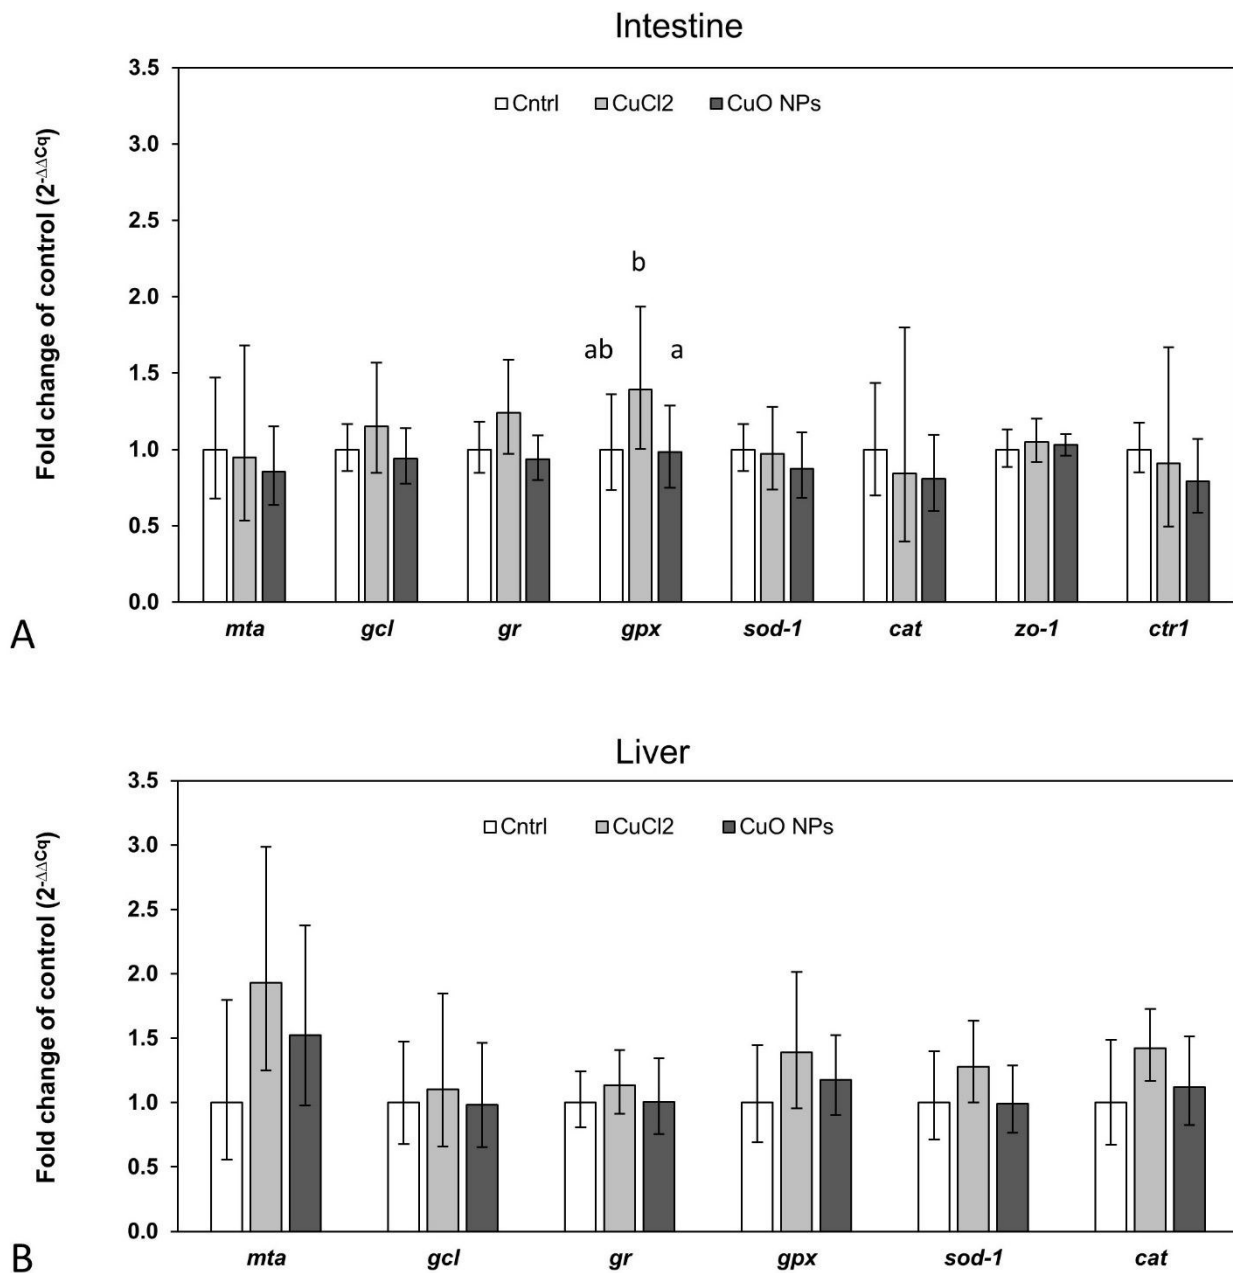 Intestine
3.5
Cntrl CuCl2 CuO NPs
3.0
2.5
b
2.0
ab a
1.5
1.0
0.5
0.0
Fold change of control (2-ΔΔCq)
mta gcl gr gpx sod-1 cat zo-1 ctr1
A
Liver
3.5
Cntrl CuCl2 CuO NPs
3.0
2.5
2.0
1.5
1.0
0.5
0.0
Fold change of control (2-ΔΔCq)
mta gcl gr gpx sod-1 cat
B